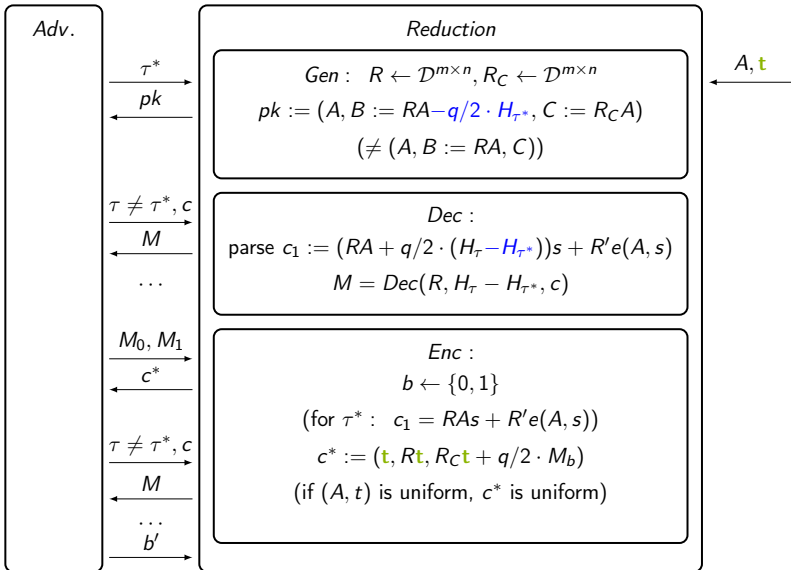 Adv.
Reduction
Gen : R ← 𝒟^{m×n}, R_C ← 𝒟^{m×n}
A, t
τ*
pk := (A, B := RA−q/2 · H_{τ*}, C := R_C A)
pk
(≠ (A, B := RA, C))
τ ≠ τ*, c
Dec :
M
parse c_1 := (RA + q/2 · (H_τ−H_{τ*}))s + R′e(A, s)
...
M = Dec(R, H_τ − H_{τ*}, c)
M_0, M_1
Enc :
c*
b ← {0, 1}
(for τ* : c_1 = RAs + R′e(A, s))
τ ≠ τ*, c
c* := (t, Rt, R_C t + q/2 · M_b)
M
(if (A, t) is uniform, c* is uniform)
...
b′